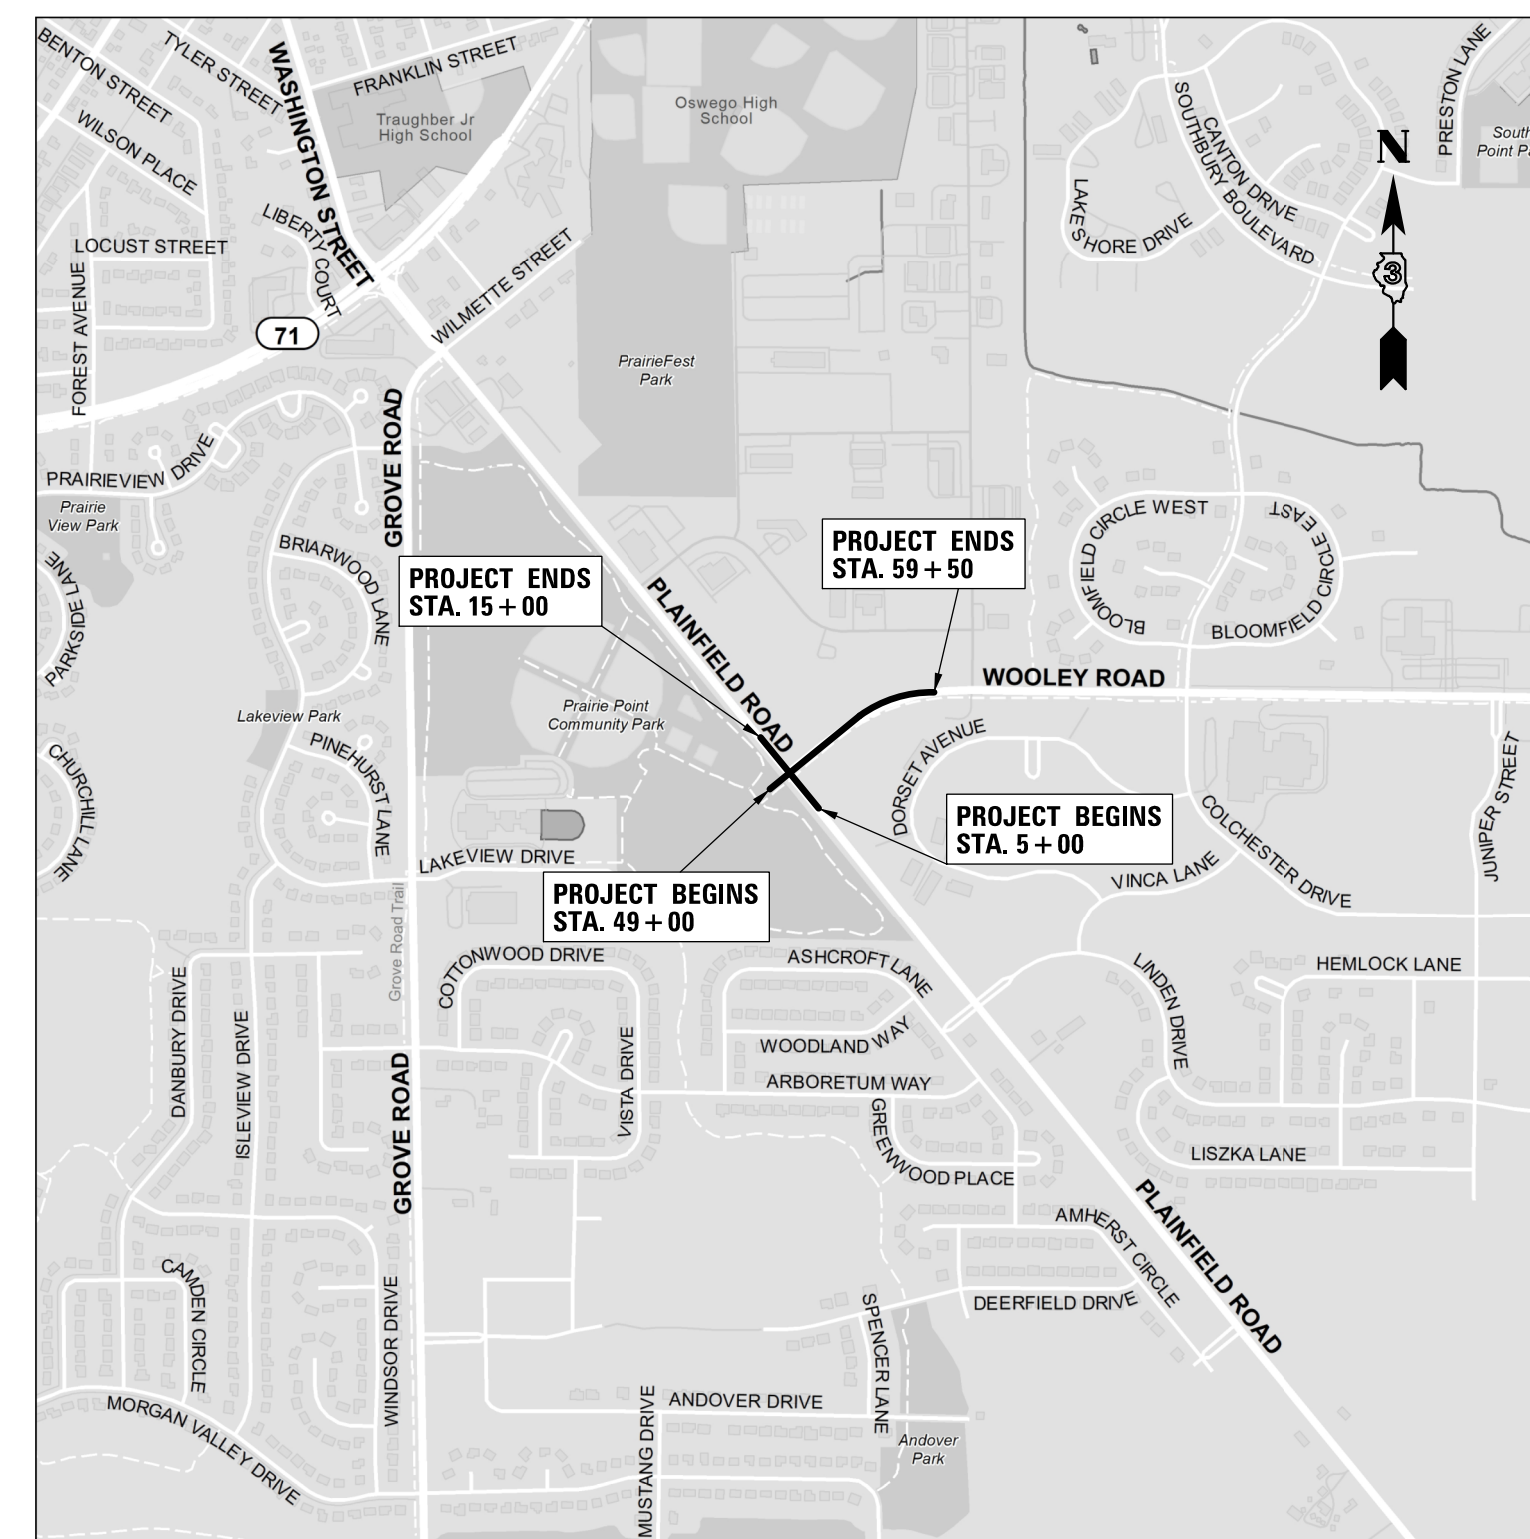 BENTON STREET
TYLER STREET
WILSON PLACE
WASHINGTON STREET
FRANKLIN STREET
Traughber Jr
High School
Oswego High
School
SOUTHBURY BOULEVARD
CANTON DRIVE
LAKESHORE DRIVE
PRESTON LANE
N
3
LIBERTY COURT
LOCUST STREET
FOREST AVENUE
71
WILMETTE STREET
PrairieFest
Park
GROVE ROAD
PRAIRIEVIEW DRIVE
Prairie
View Park
PARKSIDE LANE
BRIARWOOD LANE
PROJECT ENDS
STA. 15+00
PLAINFIELD ROAD
PROJECT ENDS
STA. 59+50
BLOOMFIELD CIRCLE WEST
BLOOMFIELD CIRCLE EAST
WOOLEY ROAD
Lakeview Park
Prairie Point
Community Park
PINEHURST LANE
CHURCHILL LANE
DORSET AVENUE
PROJECT BEGINS
STA. 5+00
COLCHESTER DRIVE
JUNIPER STREET
LAKEVIEW DRIVE
VINCA LANE
PROJECT BEGINS
STA. 49+00
Grove Road Trail
COTTONWOOD DRIVE
ASHCROFT LANE
LINDEN DRIVE
HEMLOCK LANE
DANBURY DRIVE
ISLEVIEW DRIVE
GROVE ROAD
VISTA DRIVE
WOODLAND WAY
ARBORETUM WAY
GREENWOOD PLACE
LISZKA LANE
PLAINFIELD ROAD
AMHERST CIRCLE
DEERFIELD DRIVE
CAMDEN CIRCLE
WINDSOR DRIVE
SPENCER LANE
MORGAN VALLEY DRIVE
MUSTANG DRIVE
ANDOVER DRIVE
Andover
Park